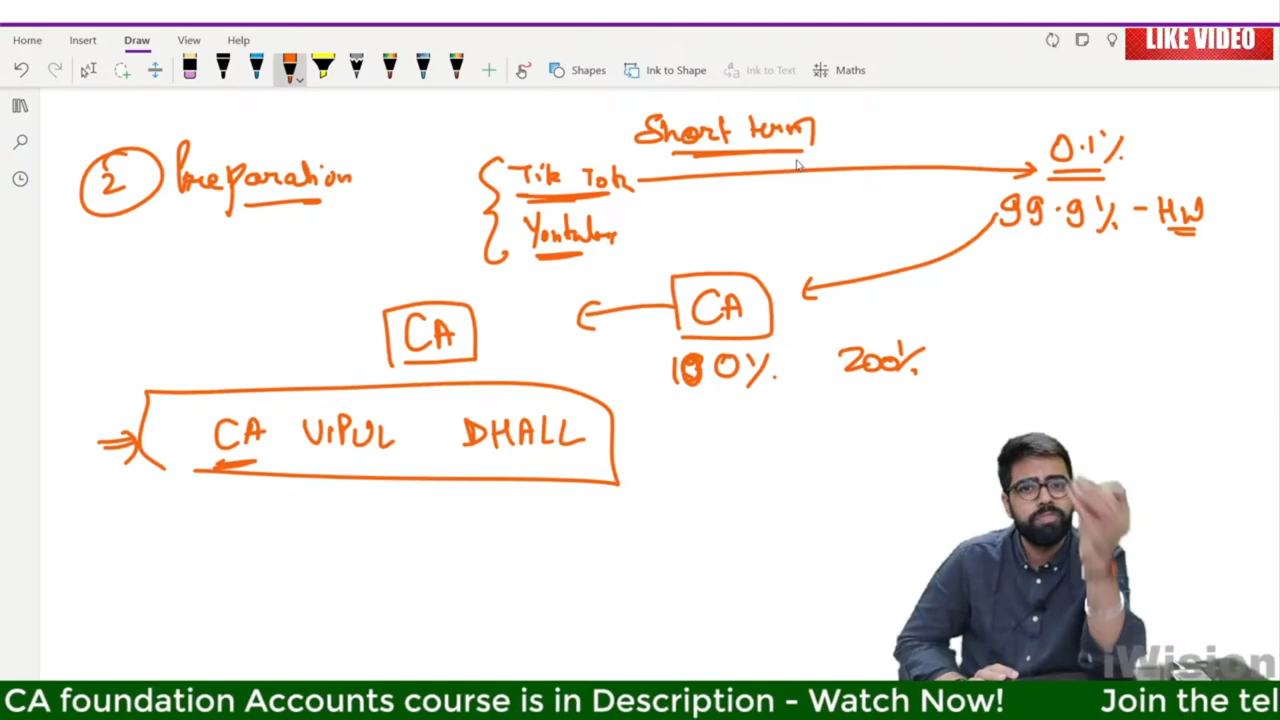 LIKE VIDEO
Home Insert Draw View Help
Shapes Ink to Shape Ink to Text Maths
Short term
2 Preparation
Tik Tok
0.1%
Youtuber
99.9% - HW
CA
CA
100% 200%
CA VIPUL DHALL
iWision
CA foundation Accounts course is in Description - Watch Now! Join the tel